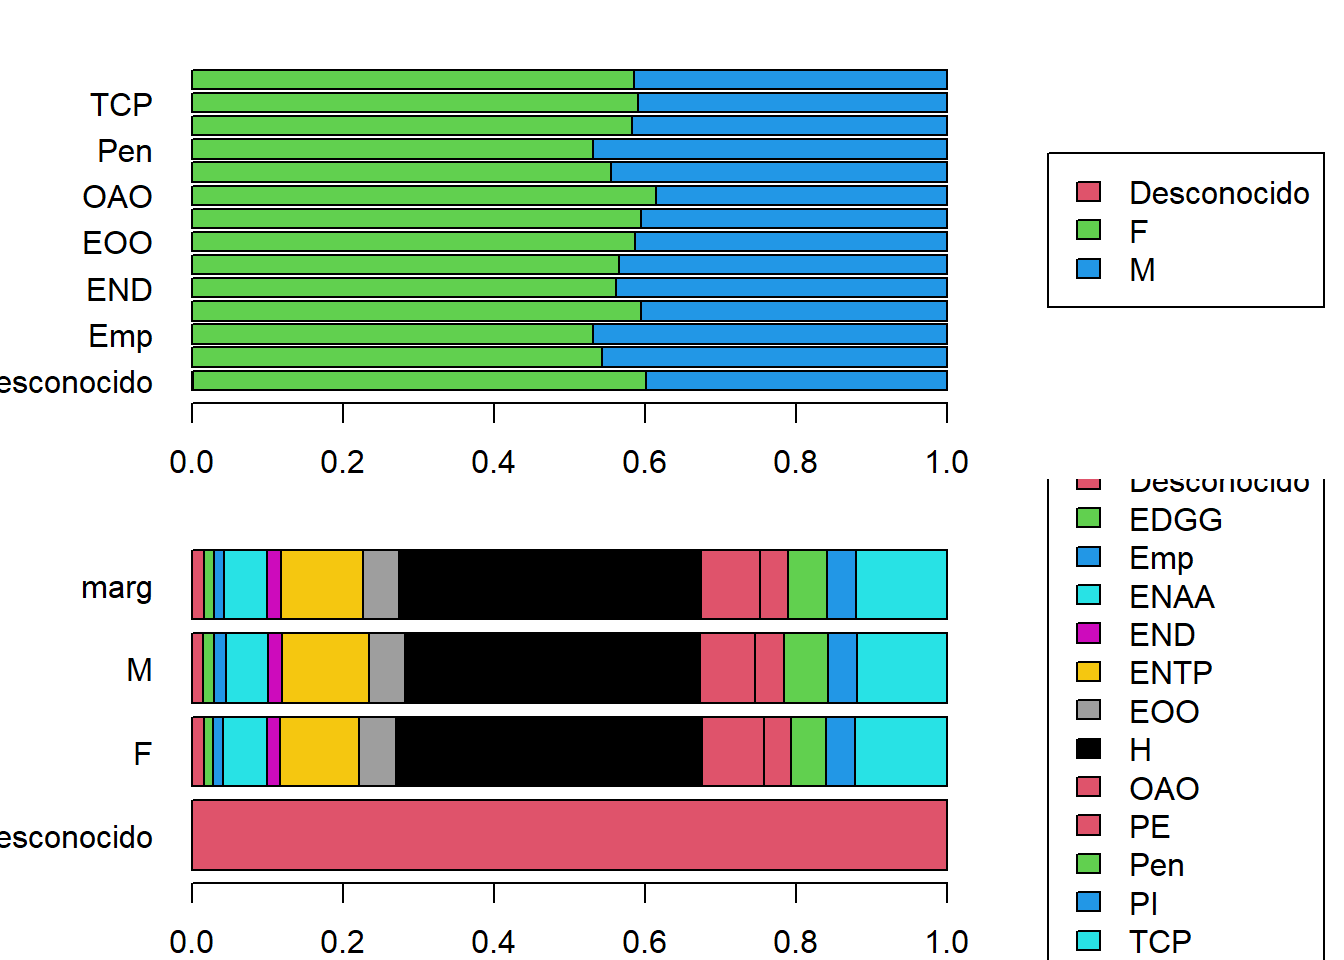 TCP
Pen
OAO
EOO
END
Emp
esconocido
0.0 0.2 0.4 0.6 0.8 1.0
Desconocido
F
M
marg
M
F
esconocido
0.0 0.2 0.4 0.6 0.8 1.0
Desconocido
EDGG
Emp
ENAA
END
ENTP
EOO
H
OAO
PE
Pen
PI
TCP